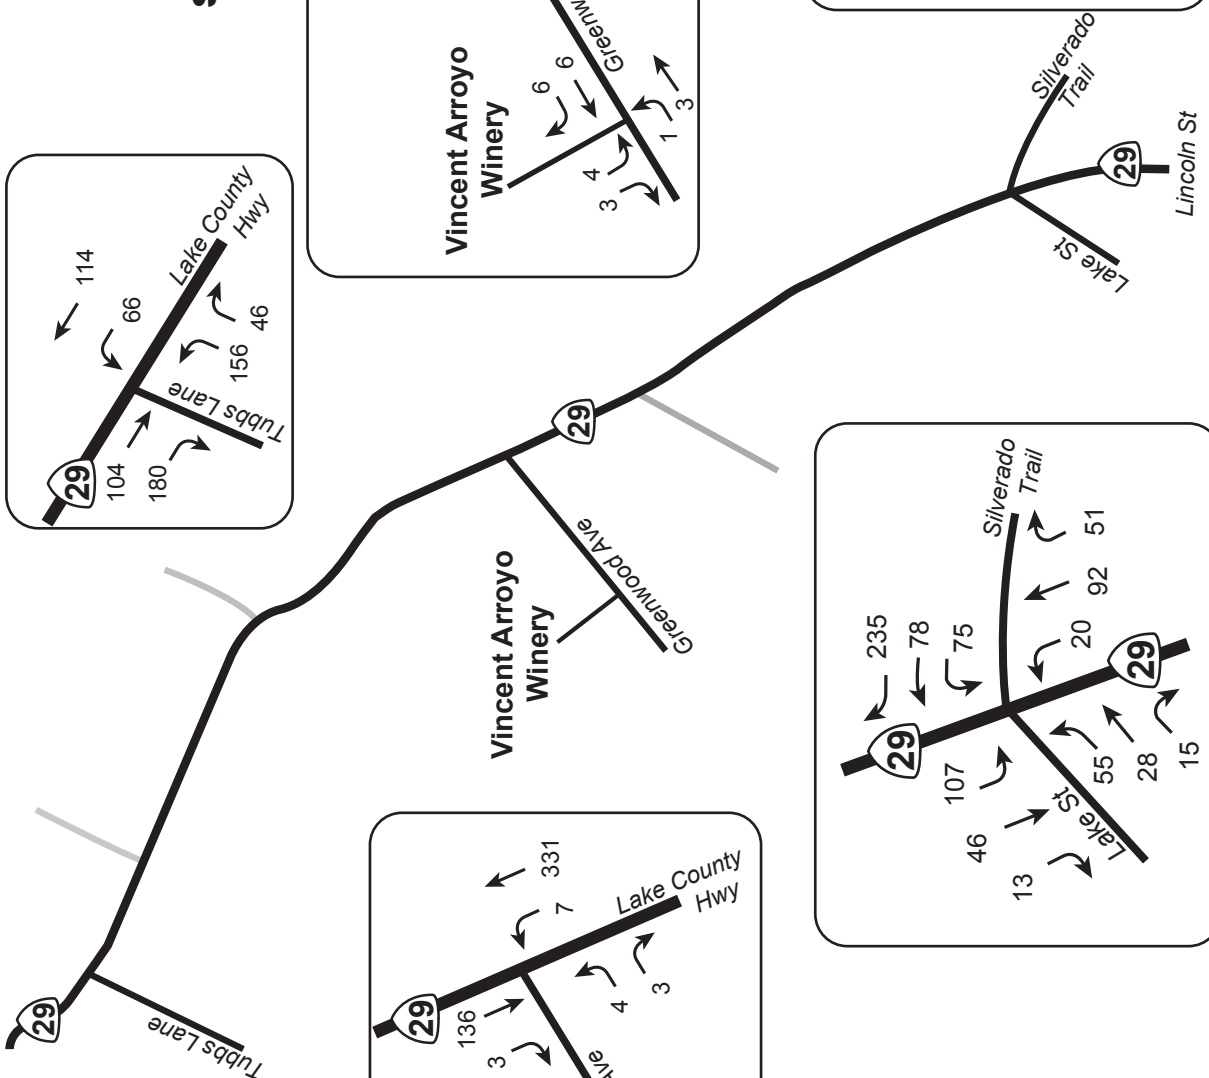 29
Tubbs Lane
29
Greenwood Ave
Vincent Arroyo
Winery
Lake St
Silverado
Trail
29
Lincoln St
29
Lake County
Hwy
Tubbs Lane
114
66
104
180
156
46
Vincent Arroyo
Winery
6
6
4
3
1
3
29
Lake County
Hwy
331
7
136
3
4
3
29
Silverado
Trail
Lake St
29
235
78
75
107
46
13
55
28
15
20
92
51